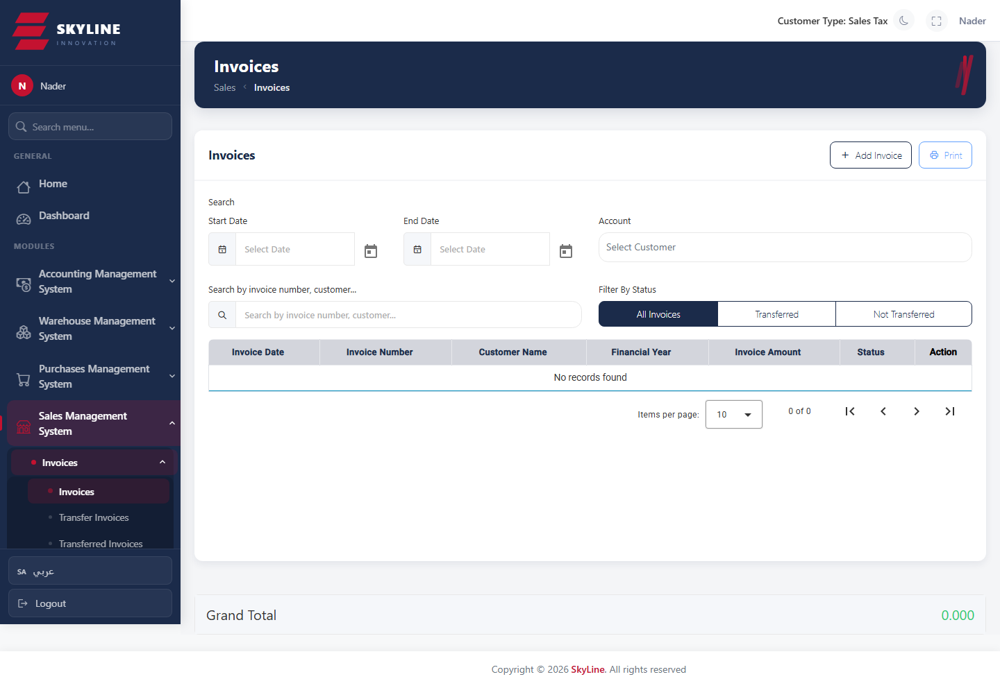 SKYLINE
INNOVATION
N Nader
Search menu...
GENERAL
Home
Dashboard
MODULES
Accounting Management
System
Warehouse Management
System
Purchases Management
System
Sales Management
System
Invoices
Invoices
Transfer Invoices
Transferred Invoices
SA عربي
Logout
Customer Type: Sales Tax
Nader
Invoices
Sales
Invoices
Invoices
Add Invoice
Print
Search
Start Date
Select Date
End Date
Select Date
Account
Select Customer
Search by invoice number, customer...
Search by invoice number, customer...
Filter By Status
All Invoices
Transferred
Not Transferred
Invoice Date Invoice Number Customer Name Financial Year Invoice Amount Status Action
No records found
Items per page: 10 0 of 0
Grand Total 0.000
Copyright © 2026 SkyLine. All rights reserved